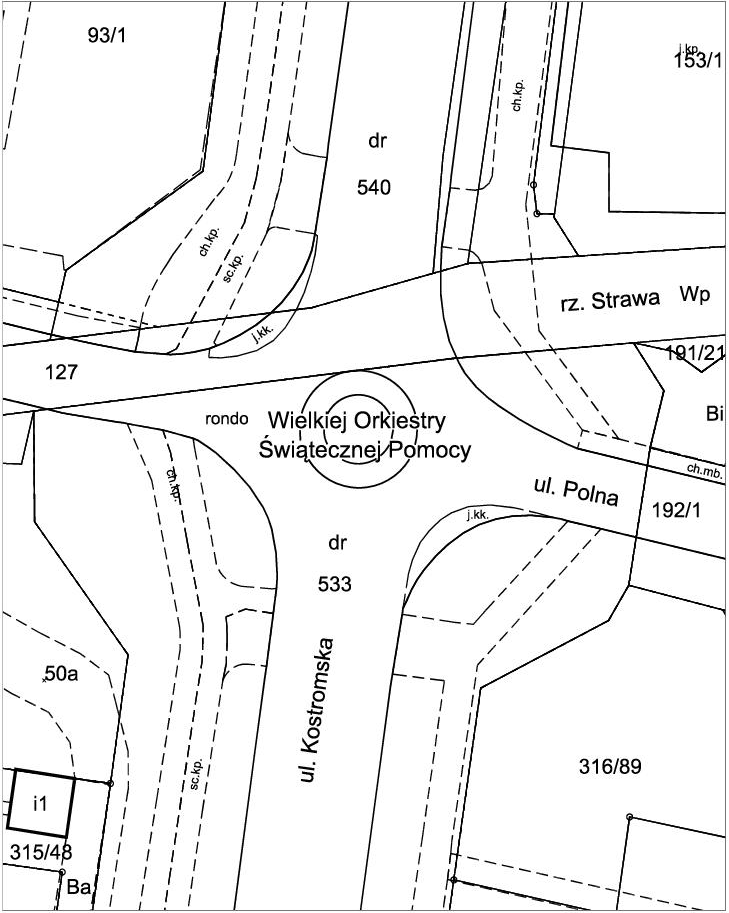 93/1
j.kp.
153/1
ch.kp.
dr
540
ch.kp.
sc.kp.
rz. Strawa
Wp
j.kk.
191/21
127
rondo
Wielkiej Orkiestry
Świątecznej Pomocy
Bi
ch.mb.
ch.kp.
ul. Polna
192/1
j.kk.
dr
533
ul. Kostromska
50a
sc.kp.
316/89
i1
315/48
Ba